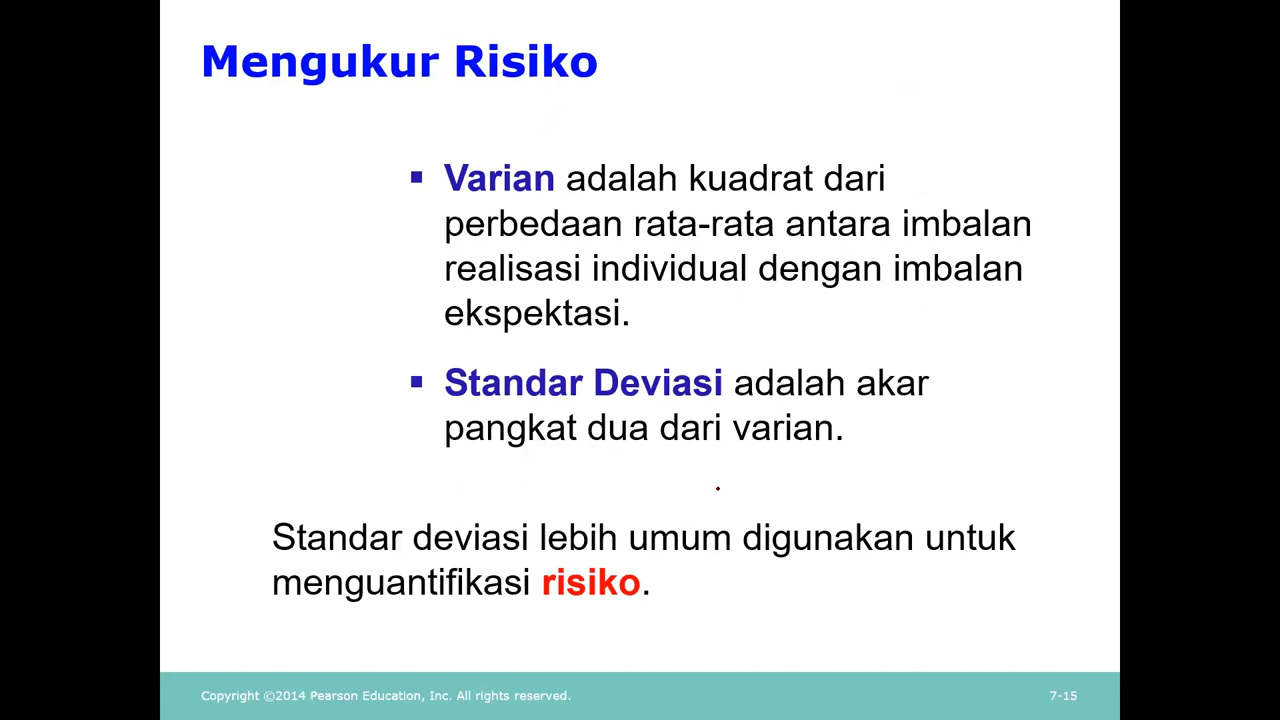 Mengukur Risiko
▪ Varian adalah kuadrat dari
perbedaan rata-rata antara imbalan
realisasi individual dengan imbalan
ekspektasi.
▪ Standar Deviasi adalah akar
pangkat dua dari varian.
Standar deviasi lebih umum digunakan untuk
menguantifikasi risiko.
Copyright ©2014 Pearson Education, Inc. All rights reserved.
7-15